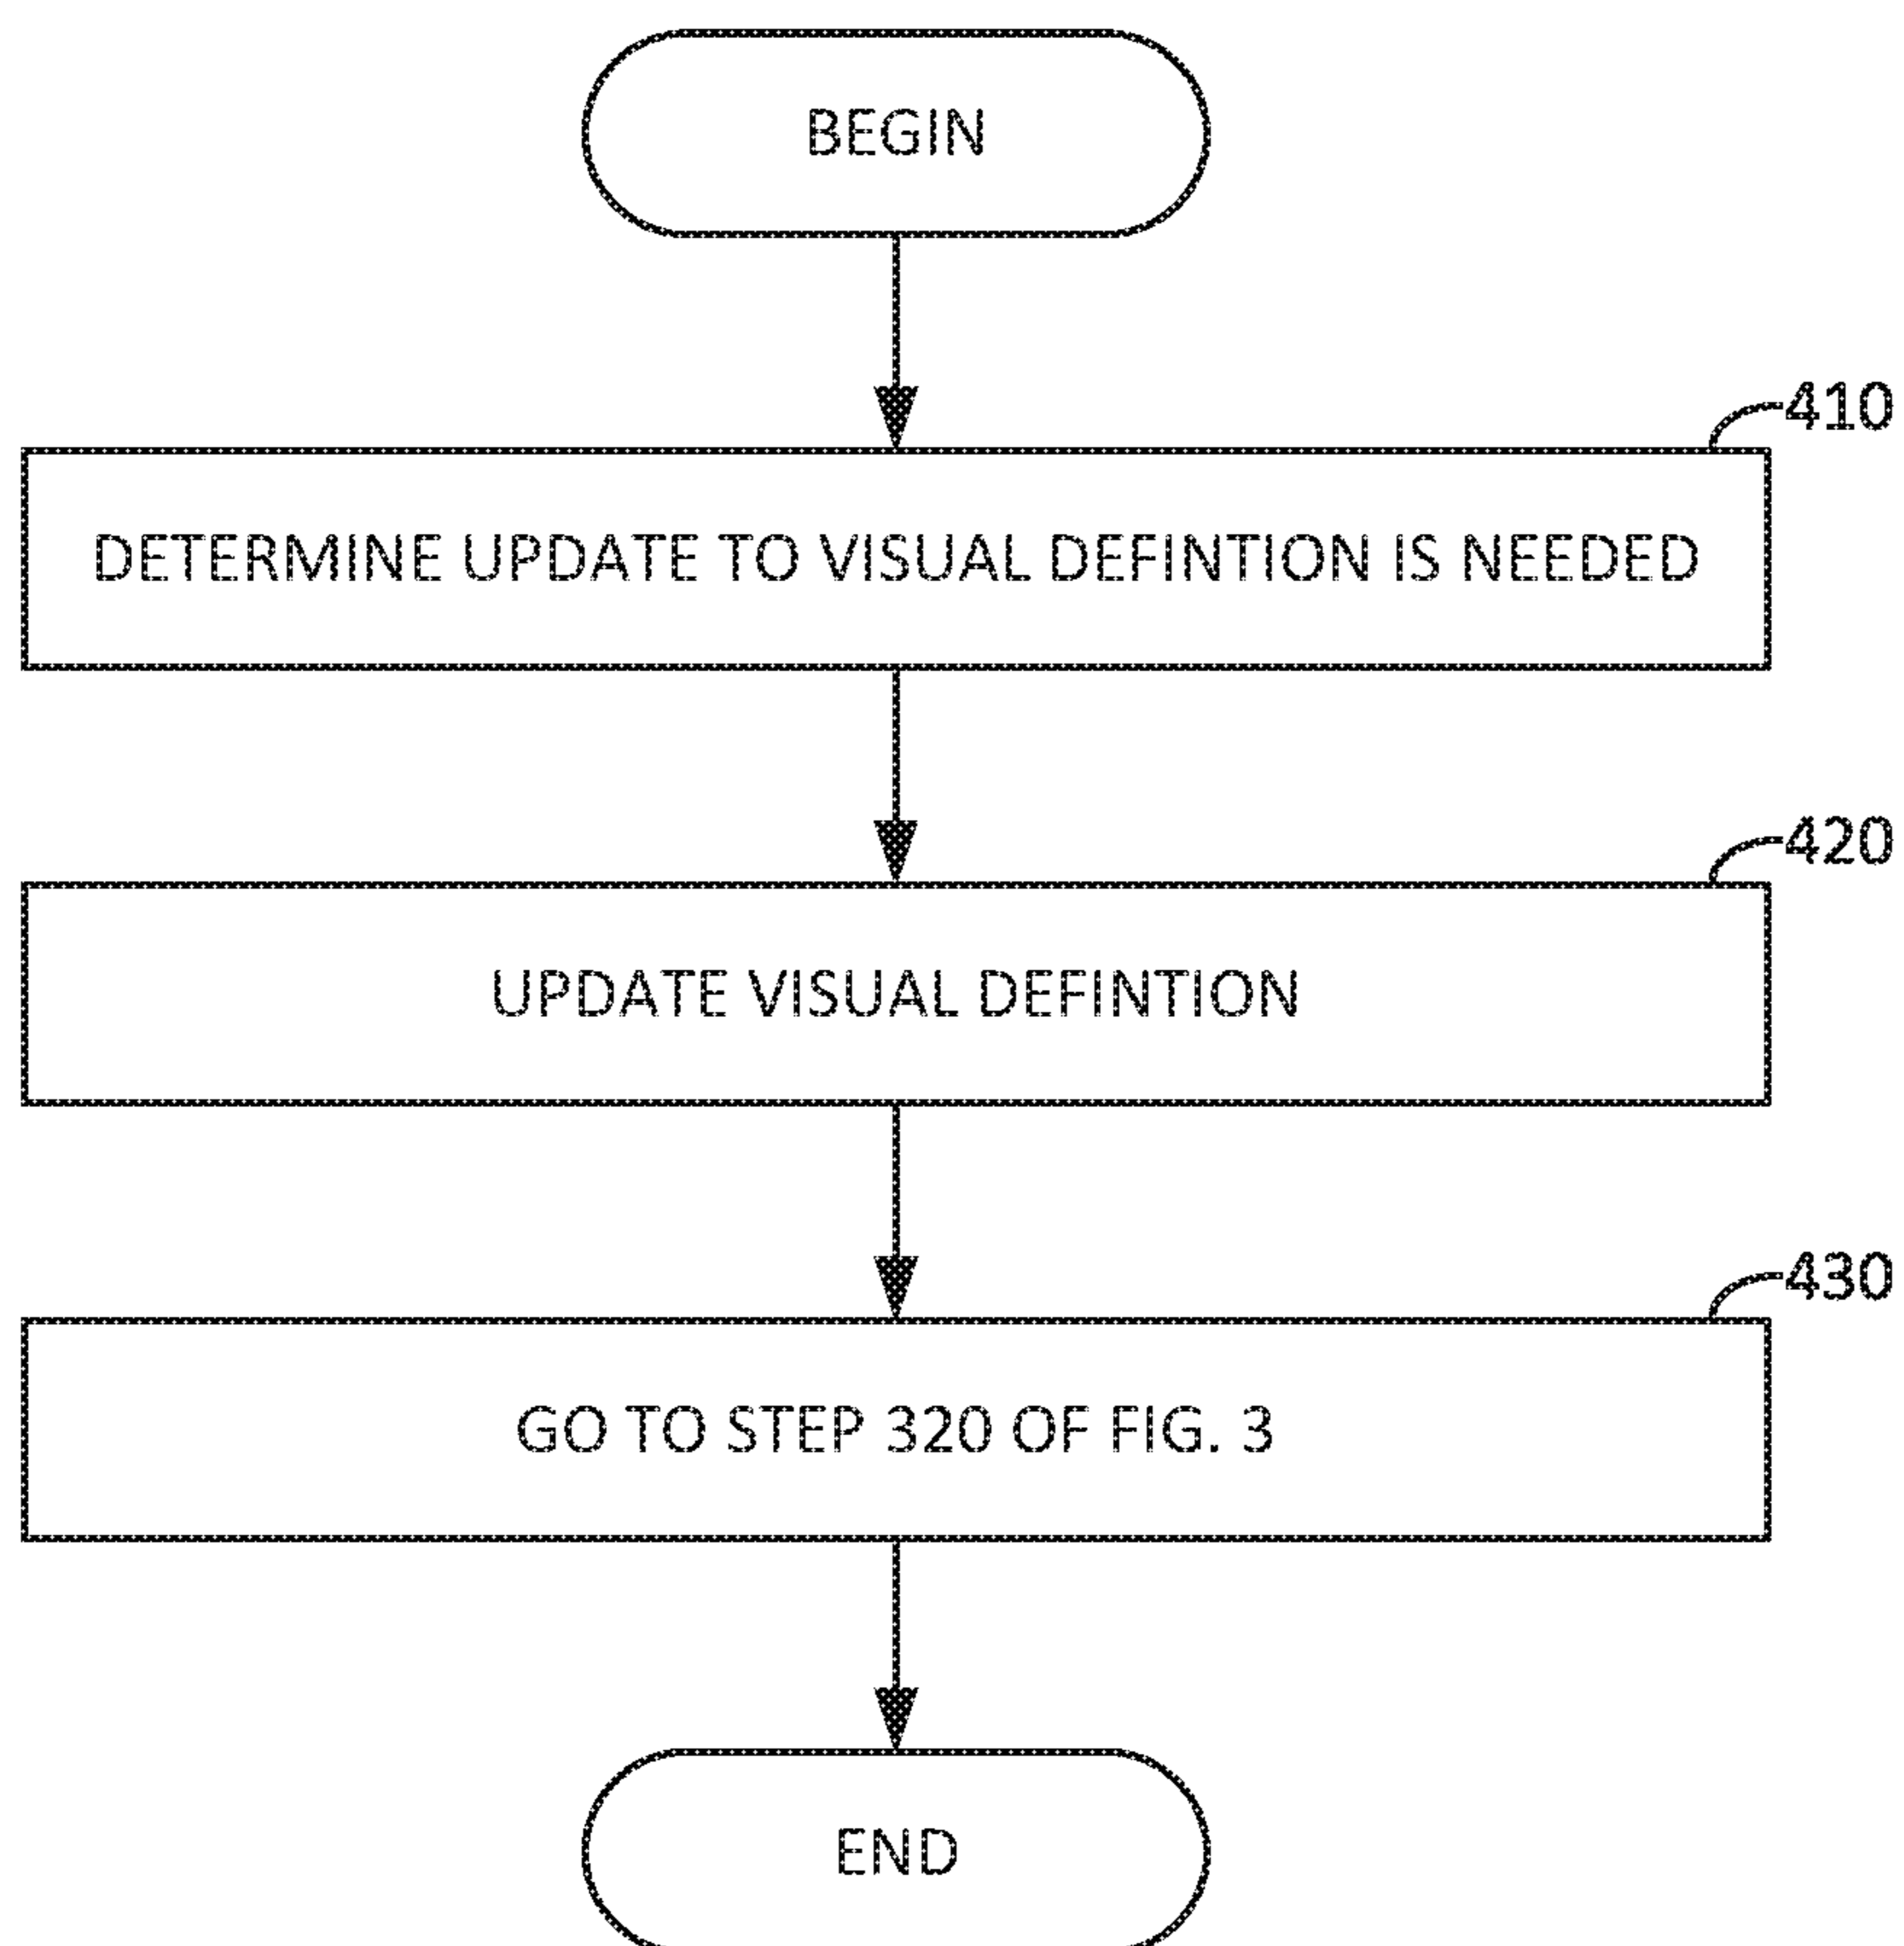 BEGIN
410
DETERMINE UPDATE TO VISUAL DEFINTION IS NEEDED
420
UPDATE VISUAL DEFINTION
430
GO TO STEP 320 OF FIG. 3
END